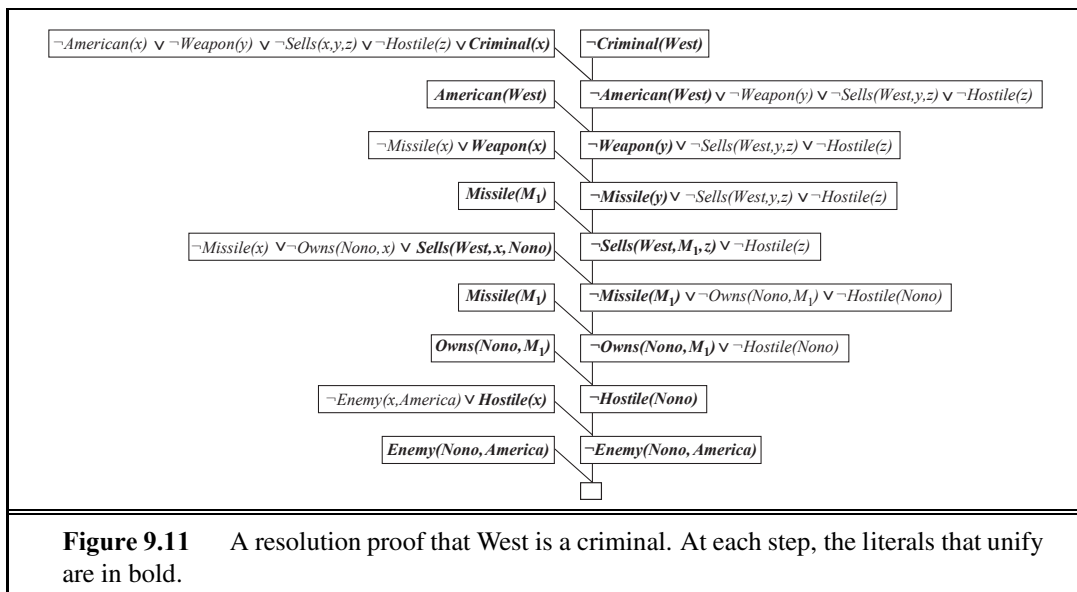 ¬American(x) ∨ ¬Weapon(y) ∨ ¬Sells(x,y,z) ∨ ¬Hostile(z) ∨ Criminal(x) ¬Criminal(West)
American(West) ¬American(West) ∨ ¬Weapon(y) ∨ ¬Sells(West,y,z) ∨ ¬Hostile(z)
¬Missile(x) ∨ Weapon(x) ¬Weapon(y) ∨ ¬Sells(West,y,z) ∨ ¬Hostile(z)
Missile(M₁) ¬Missile(y) ∨ ¬Sells(West,y,z) ∨ ¬Hostile(z)
¬Missile(x) ∨ ¬Owns(Nono,x) ∨ Sells(West,x,Nono) ¬Sells(West,M₁,z) ∨ ¬Hostile(z)
Missile(M₁) ¬Missile(M₁) ∨ ¬Owns(Nono,M₁) ∨ ¬Hostile(Nono)
Owns(Nono,M₁) ¬Owns(Nono,M₁) ∨ ¬Hostile(Nono)
¬Enemy(x,America) ∨ Hostile(x) ¬Hostile(Nono)
Enemy(Nono,America) ¬Enemy(Nono,America)
Figure 9.11 A resolution proof that West is a criminal. At each step, the literals that unify
are in bold.